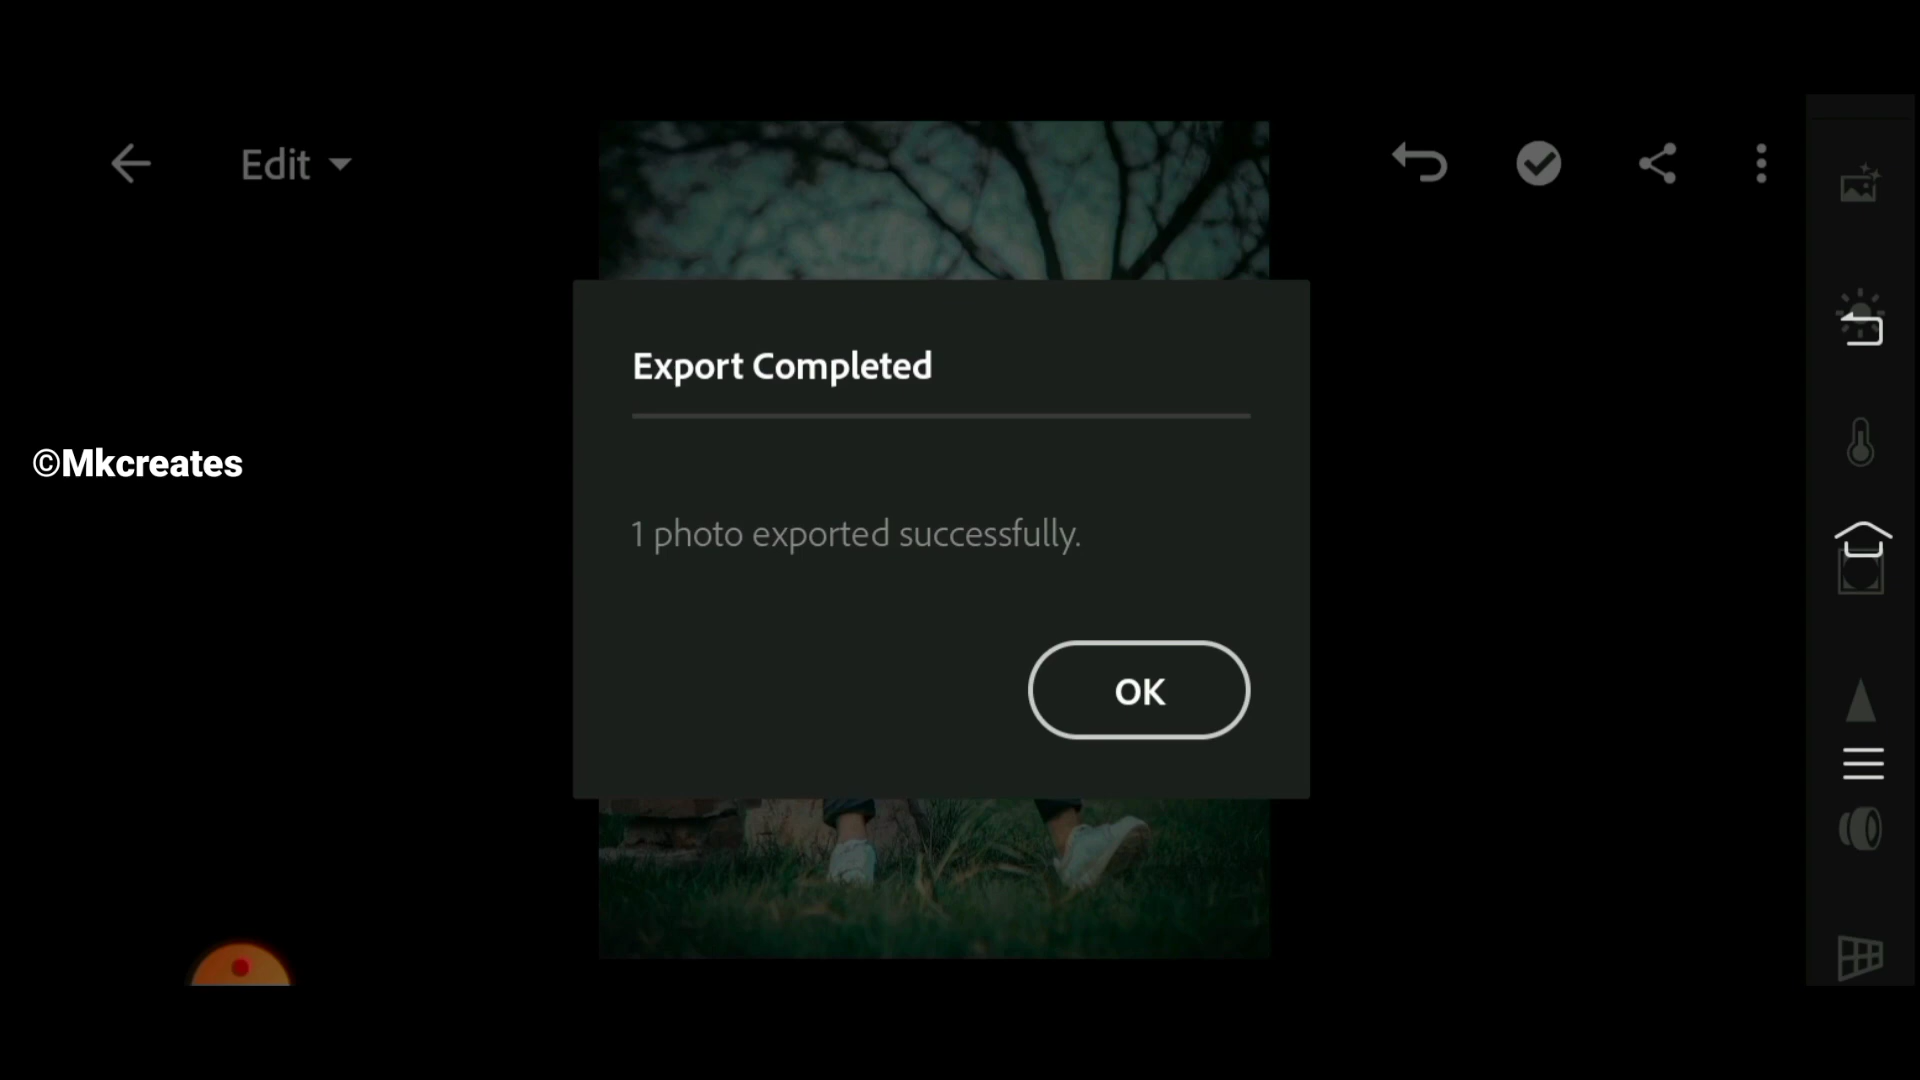 Edit
Export Completed
©Mkcreates
1 photo exported successfully.
OK